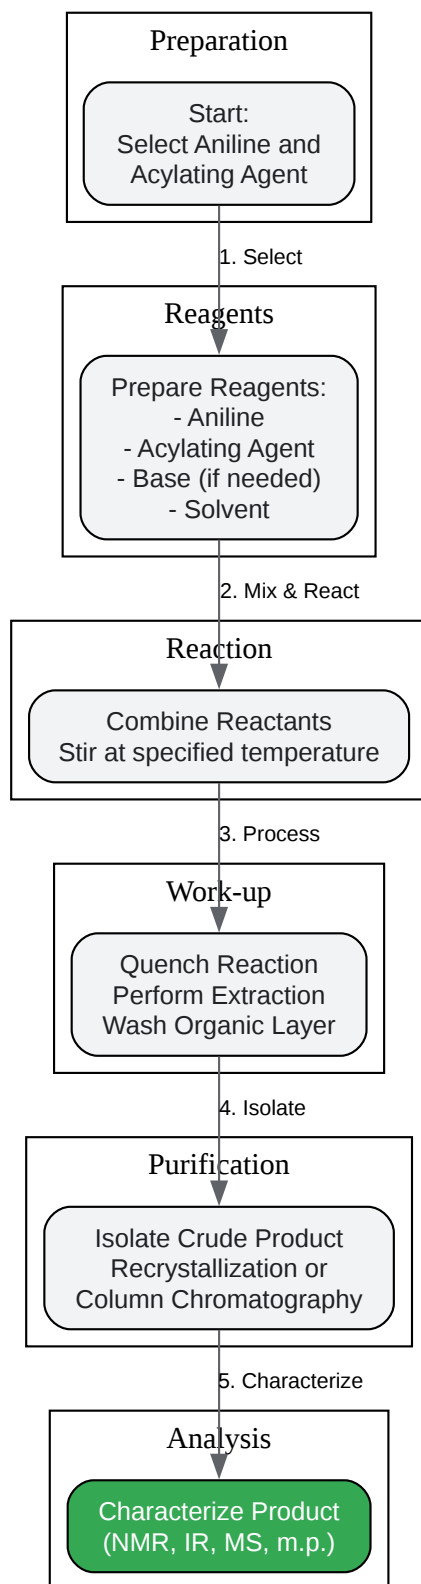 Preparation
Start:
Select Aniline and
Acylating Agent
1. Select
Reagents
Prepare Reagents:
- Aniline
- Acylating Agent
- Base (if needed)
- Solvent
2. Mix & React
Reaction
Combine Reactants
Stir at specified temperature
3. Process
Work-up
Quench Reaction
Perform Extraction
Wash Organic Layer
4. Isolate
Purification
Isolate Crude Product
Recrystallization or
Column Chromatography
5. Characterize
Analysis
Characterize Product
(NMR, IR, MS, m.p.)